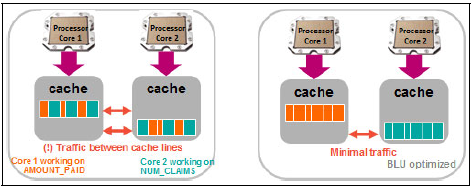 Processor
Core 1
Processor
Core 2
cache
cache
(!) Traffic between cache lines
Core 1 working on
AMOUNT_PAID
Core 2 working on
NUM_CLAIMS
Processor
Core 1
Processor
Core 2
cache
cache
Minimal traffic
BLU optimized